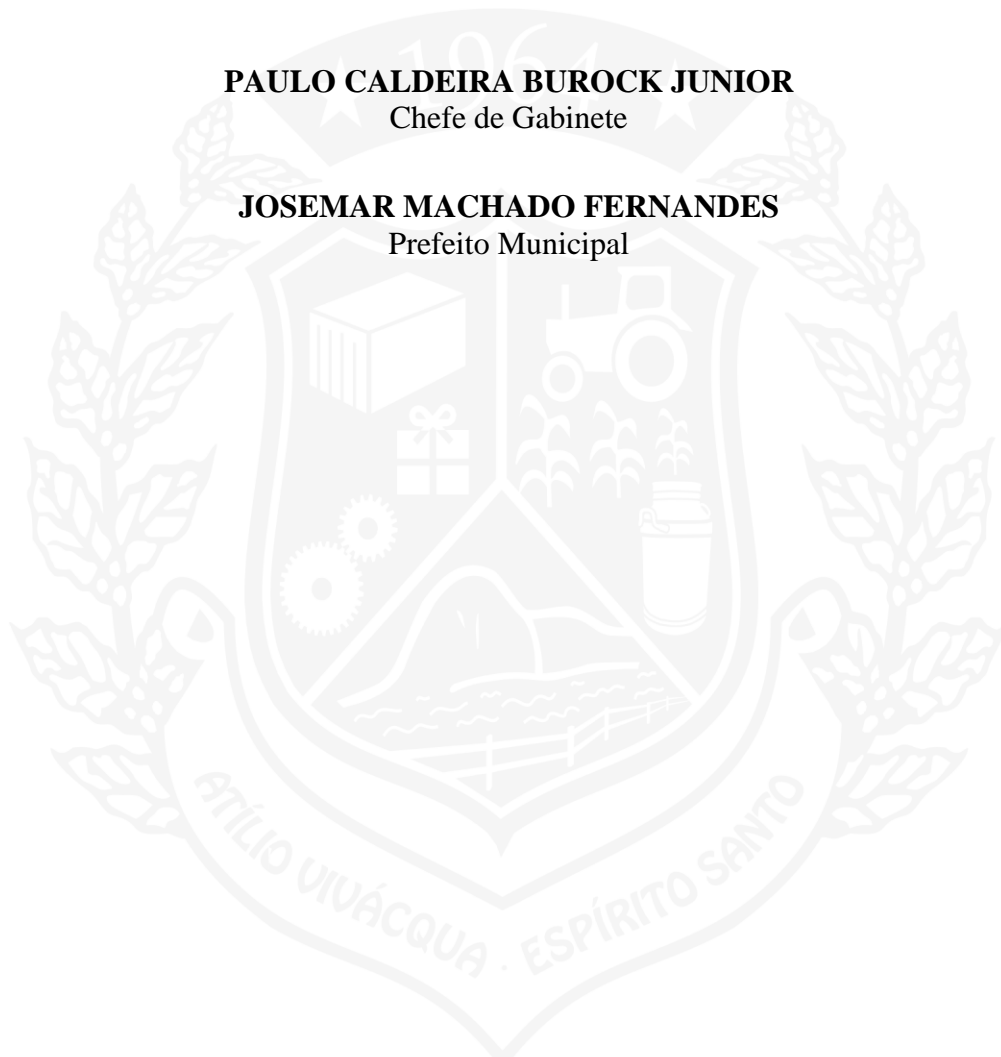 1964
PAULO CALDEIRA BUROCK JUNIOR
Chefe de Gabinete
JOSEMAR MACHADO FERNANDES
Prefeito Municipal
ATÍLIO VIVÁCQUA · ESPÍRITO SANTO